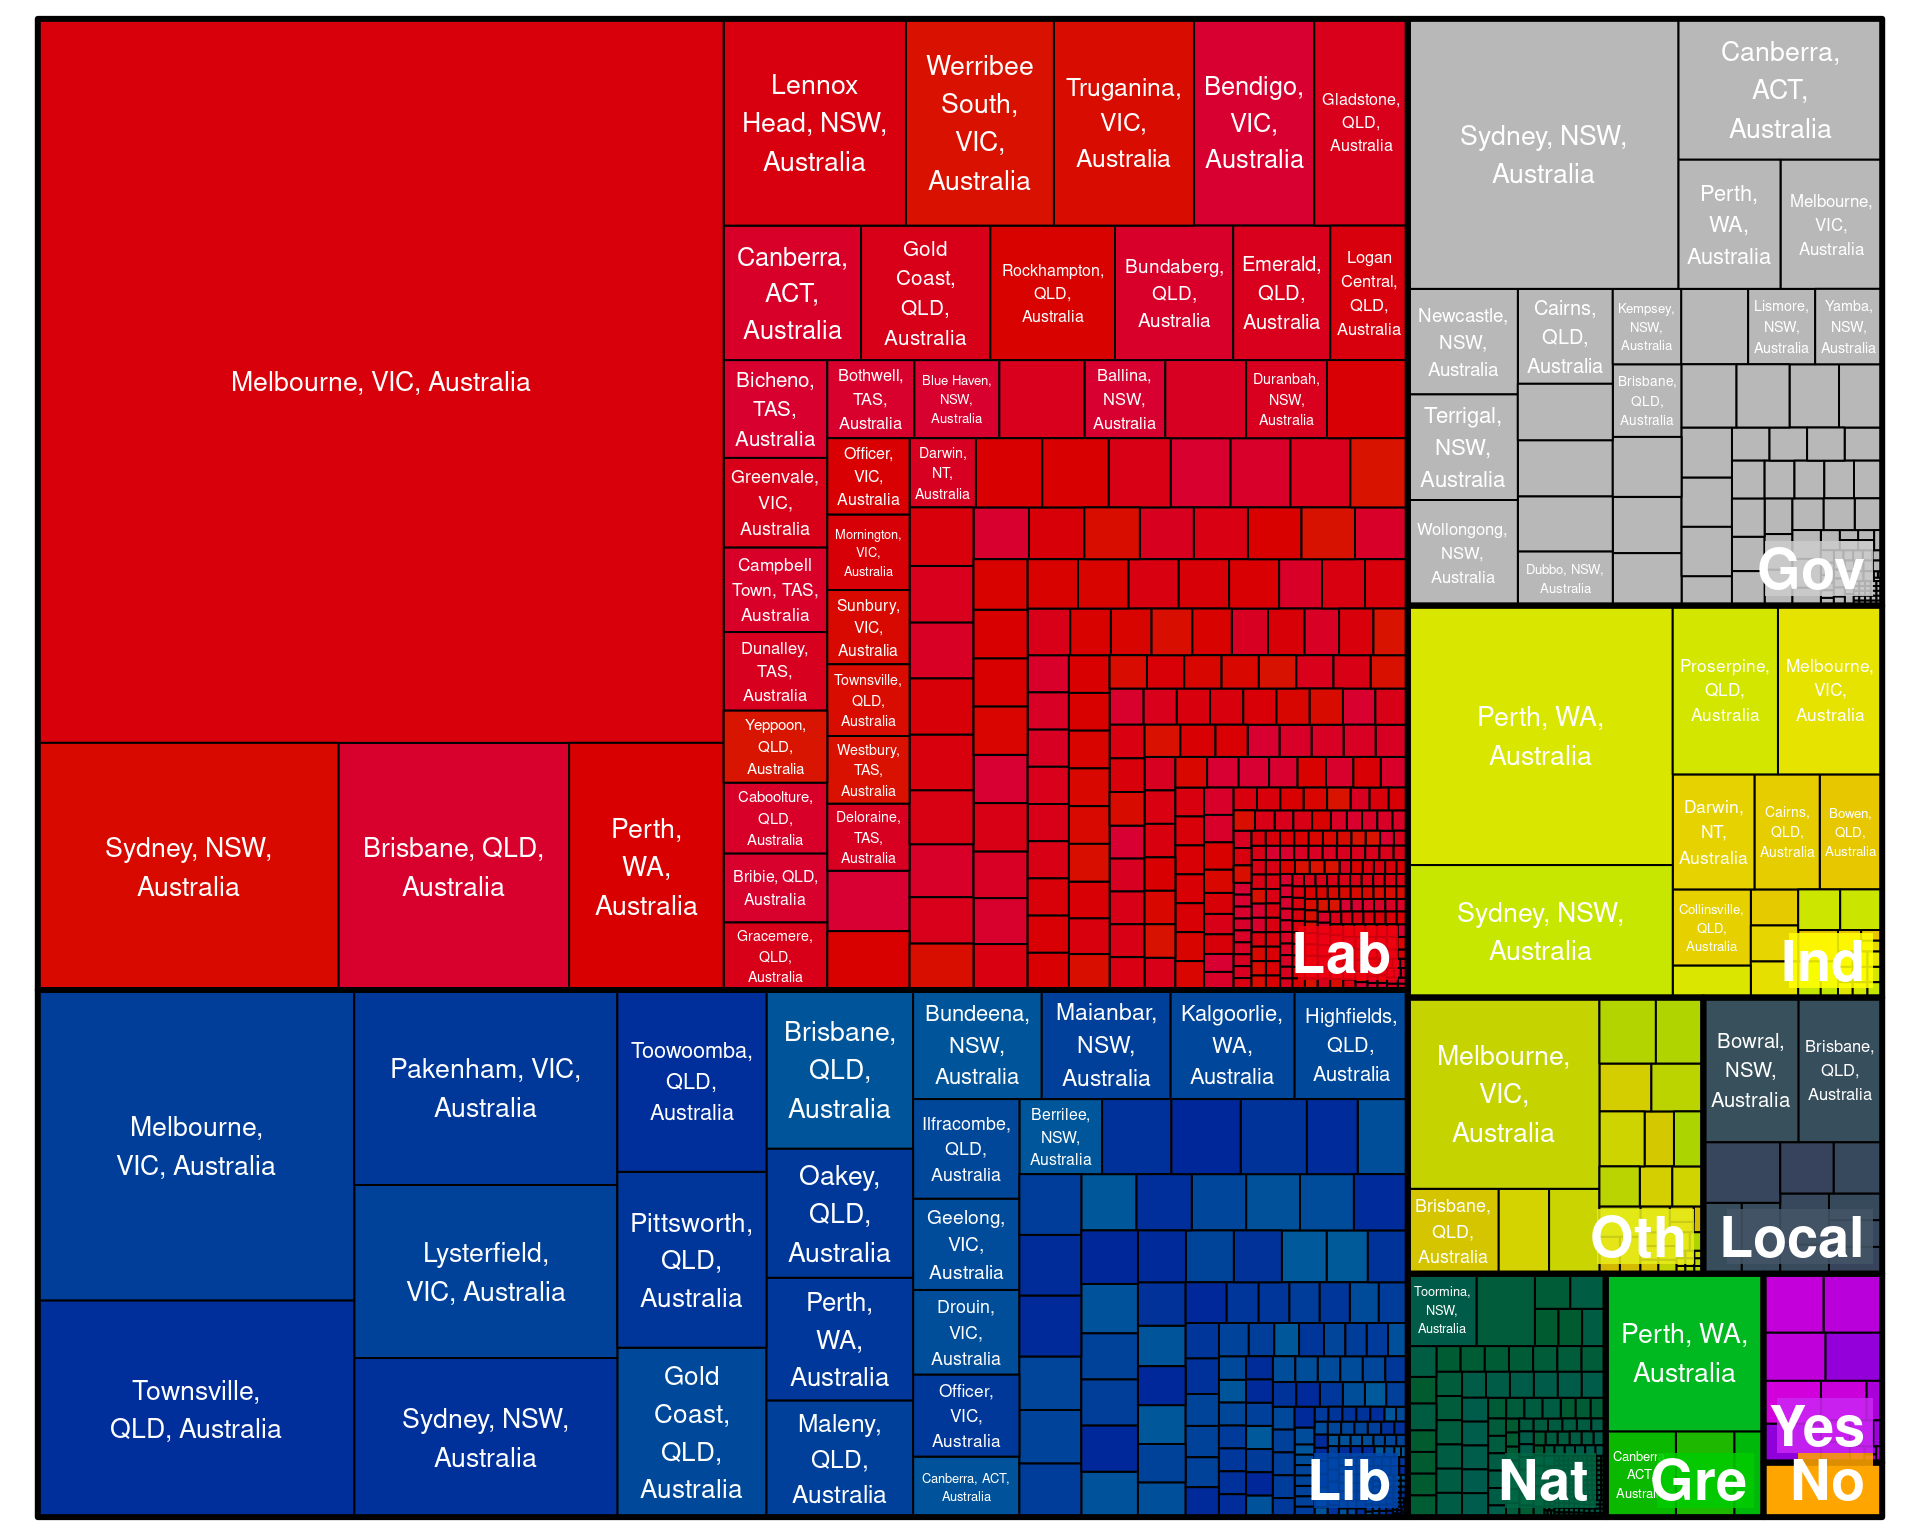 Melbourne, VIC, Australia
Sydney, NSW,
Australia
Brisbane, QLD,
Australia
Perth,
WA,
Australia
Lennox
Head, NSW,
Australia
Werribee
South,
VIC,
Australia
Truganina,
VIC,
Australia
Bendigo,
VIC,
Australia
Gladstone,
QLD,
Australia
Canberra,
ACT,
Australia
Gold
Coast,
QLD,
Australia
Rockhampton,
QLD,
Australia
Bundaberg,
QLD,
Australia
Emerald,
QLD,
Australia
Logan
Central,
QLD,
Australia
Bicheno,
TAS,
Australia
Greenvale,
VIC,
Australia
Campbell
Town, TAS,
Australia
Dunalley,
TAS,
Australia
Yeppoon,
QLD,
Australia
Caboolture,
QLD,
Australia
Bribie, QLD,
Australia
Gracemere,
QLD,
Australia
Bothwell,
TAS,
Australia
Blue Haven,
NSW,
Australia
Ballina,
NSW,
Australia
Duranbah,
NSW,
Australia
Officer,
VIC,
Australia
Darwin,
NT,
Australia
Mornington,
VIC,
Australia
Sunbury,
VIC,
Australia
Townsville,
QLD,
Australia
Westbury,
TAS,
Australia
Deloraine,
TAS,
Australia
Lab
Sydney, NSW,
Australia
Canberra,
ACT,
Australia
Perth,
WA,
Australia
Melbourne,
VIC,
Australia
Newcastle,
NSW,
Australia
Terrigal,
NSW,
Australia
Wollongong,
NSW,
Australia
Cairns,
QLD,
Australia
Dubbo, NSW,
Australia
Kempsey,
NSW,
Australia
Brisbane,
QLD,
Australia
Lismore,
NSW,
Australia
Yamba,
NSW,
Australia
Gov
Perth, WA,
Australia
Sydney, NSW,
Australia
Proserpine,
QLD,
Australia
Melbourne,
VIC,
Australia
Darwin,
NT,
Australia
Cairns,
QLD,
Australia
Bowen,
QLD,
Australia
Collinsville,
QLD,
Australia
Ind
Melbourne,
VIC, Australia
Townsville,
QLD, Australia
Pakenham, VIC,
Australia
Lysterfield,
VIC, Australia
Sydney, NSW,
Australia
Toowoomba,
QLD,
Australia
Pittsworth,
QLD,
Australia
Gold
Coast,
QLD,
Australia
Brisbane,
QLD,
Australia
Oakey,
QLD,
Australia
Perth,
WA,
Australia
Maleny,
QLD,
Australia
Bundeena,
NSW,
Australia
Maianbar,
NSW,
Australia
Kalgoorlie,
WA,
Australia
Highfields,
QLD,
Australia
Ilfracombe,
QLD,
Australia
Berrilee,
NSW,
Australia
Geelong,
VIC,
Australia
Drouin,
VIC,
Australia
Officer,
VIC,
Australia
Canberra, ACT,
Australia
Lib
Melbourne,
VIC,
Australia
Brisbane,
QLD,
Australia
Oth
Bowral,
NSW,
Australia
Brisbane,
QLD,
Australia
Local
Toormina,
NSW,
Australia
Nat
Perth, WA,
Australia
ACT
Gre
Yes
No